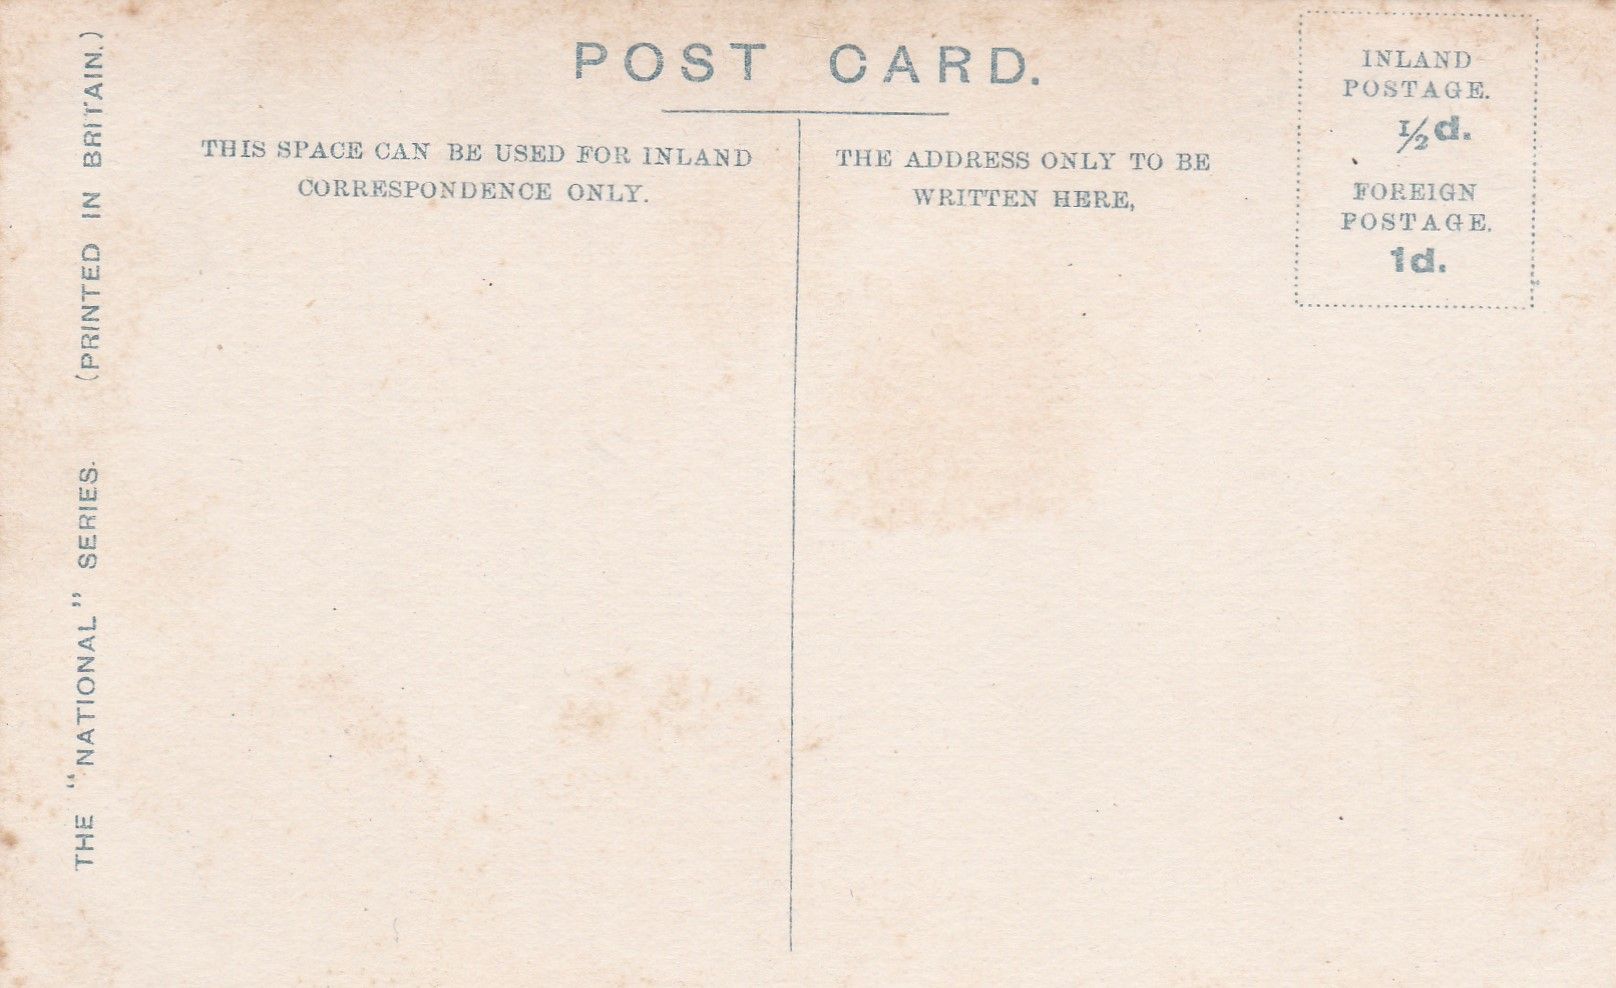 POST CARD.
THIS SPACE CAN BE USED FOR INLAND
CORRESPONDENCE ONLY.
THE ADDRESS ONLY TO BE
WRITTEN HERE,
INLAND
POSTAGE.
½d.
FOREIGN
POSTAGE.
1d.
THE "NATIONAL" SERIES. (PRINTED IN BRITAIN.)